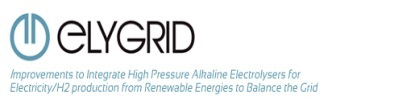 eLYGRID
Improvements to Integrate High Pressure Alkaline Electrolysers for
Electricity/H2 production from Renewable Energies to Balance the Grid